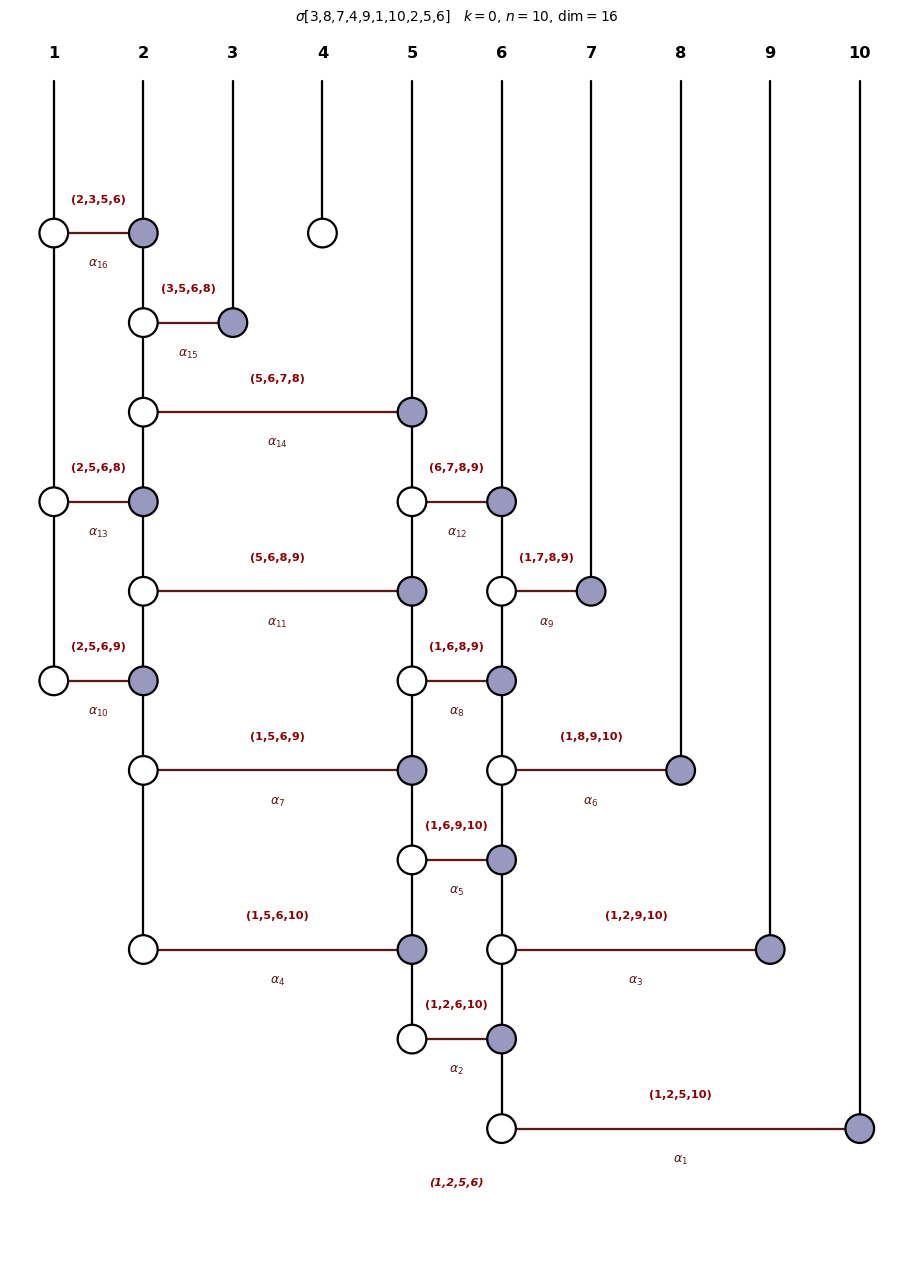 σ[3,8,7,4,9,1,10,2,5,6] k=0, n=10, dim=16
1 2 3 4 5 6 7 8 9 10
(2,3,5,6)
α₁₆
(3,5,6,8)
α₁₅
(5,6,7,8)
α₁₄
(2,5,6,8) (6,7,8,9)
α₁₃ α₁₂
(5,6,8,9) (1,7,8,9)
α₁₁ α₉
(2,5,6,9) (1,6,8,9)
α₁₀ α₈
(1,5,6,9) (1,8,9,10)
α₇ α₆
(1,6,9,10)
α₅
(1,5,6,10) (1,2,9,10)
α₄ α₃
(1,2,6,10)
α₂
(1,2,5,10)
α₁
(1,2,5,6)